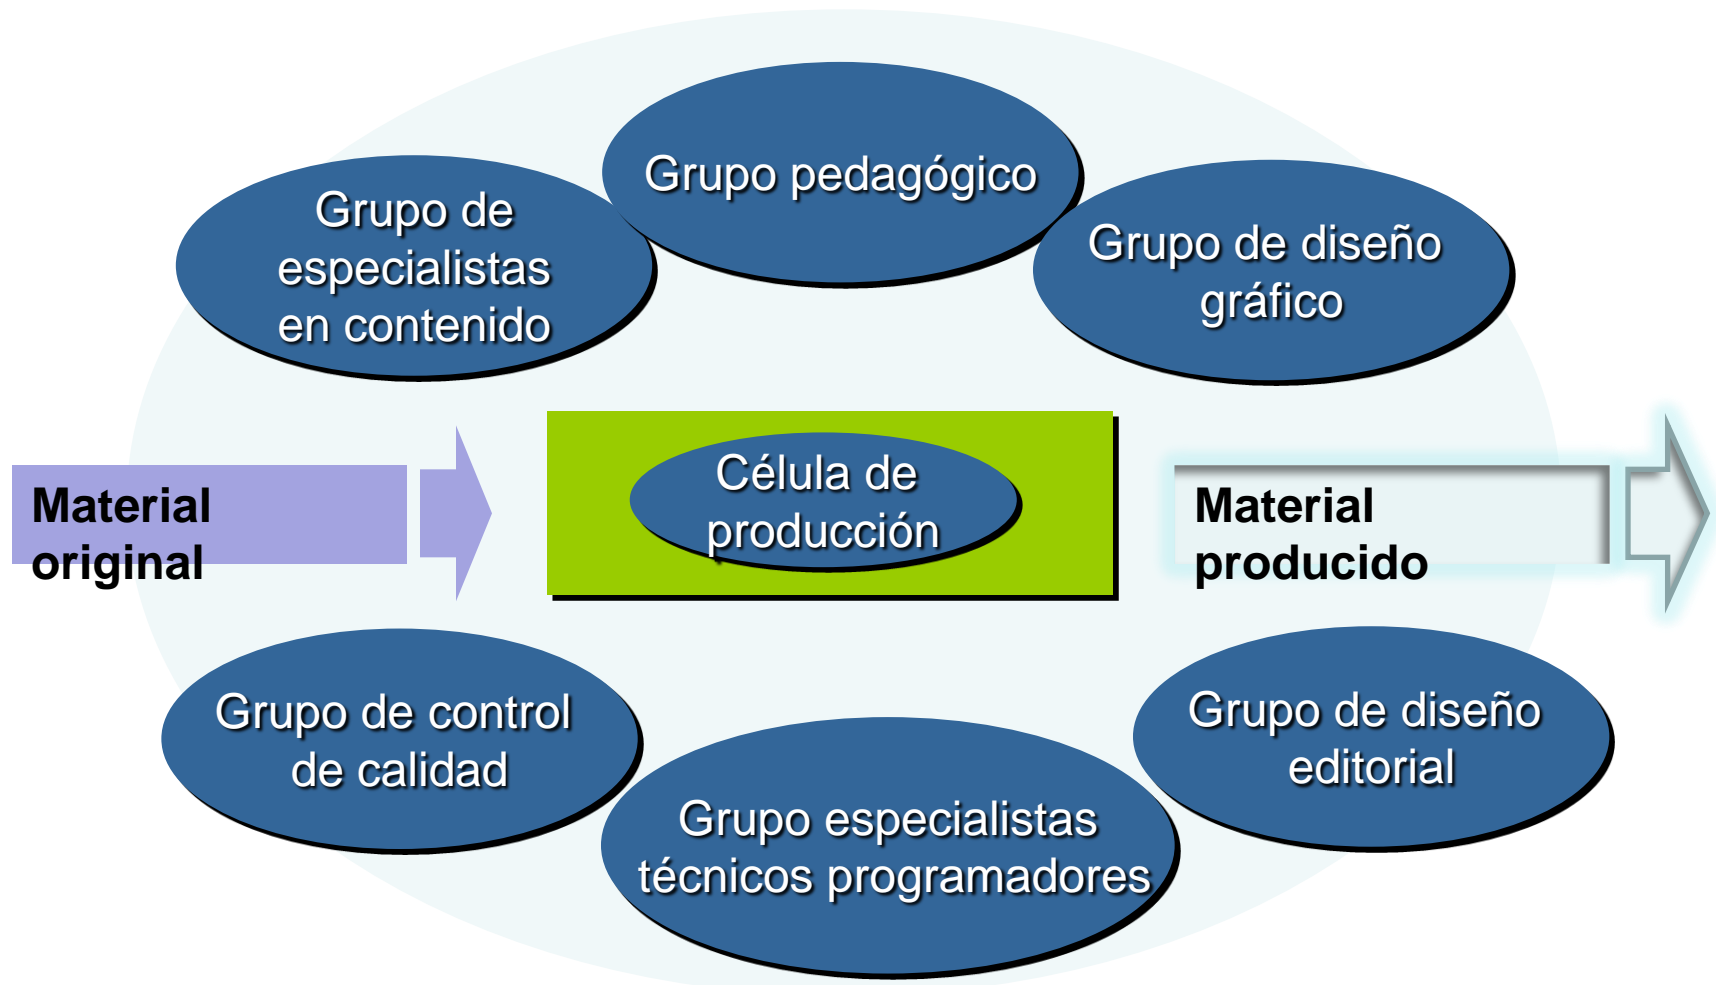 Grupo pedagógico
Grupo de
especialistas
en contenido
Grupo de diseño
gráfico
Material
original
Célula de
producción
Material
producido
Grupo de control
de calidad
Grupo especialistas
técnicos programadores
Grupo de diseño
editorial